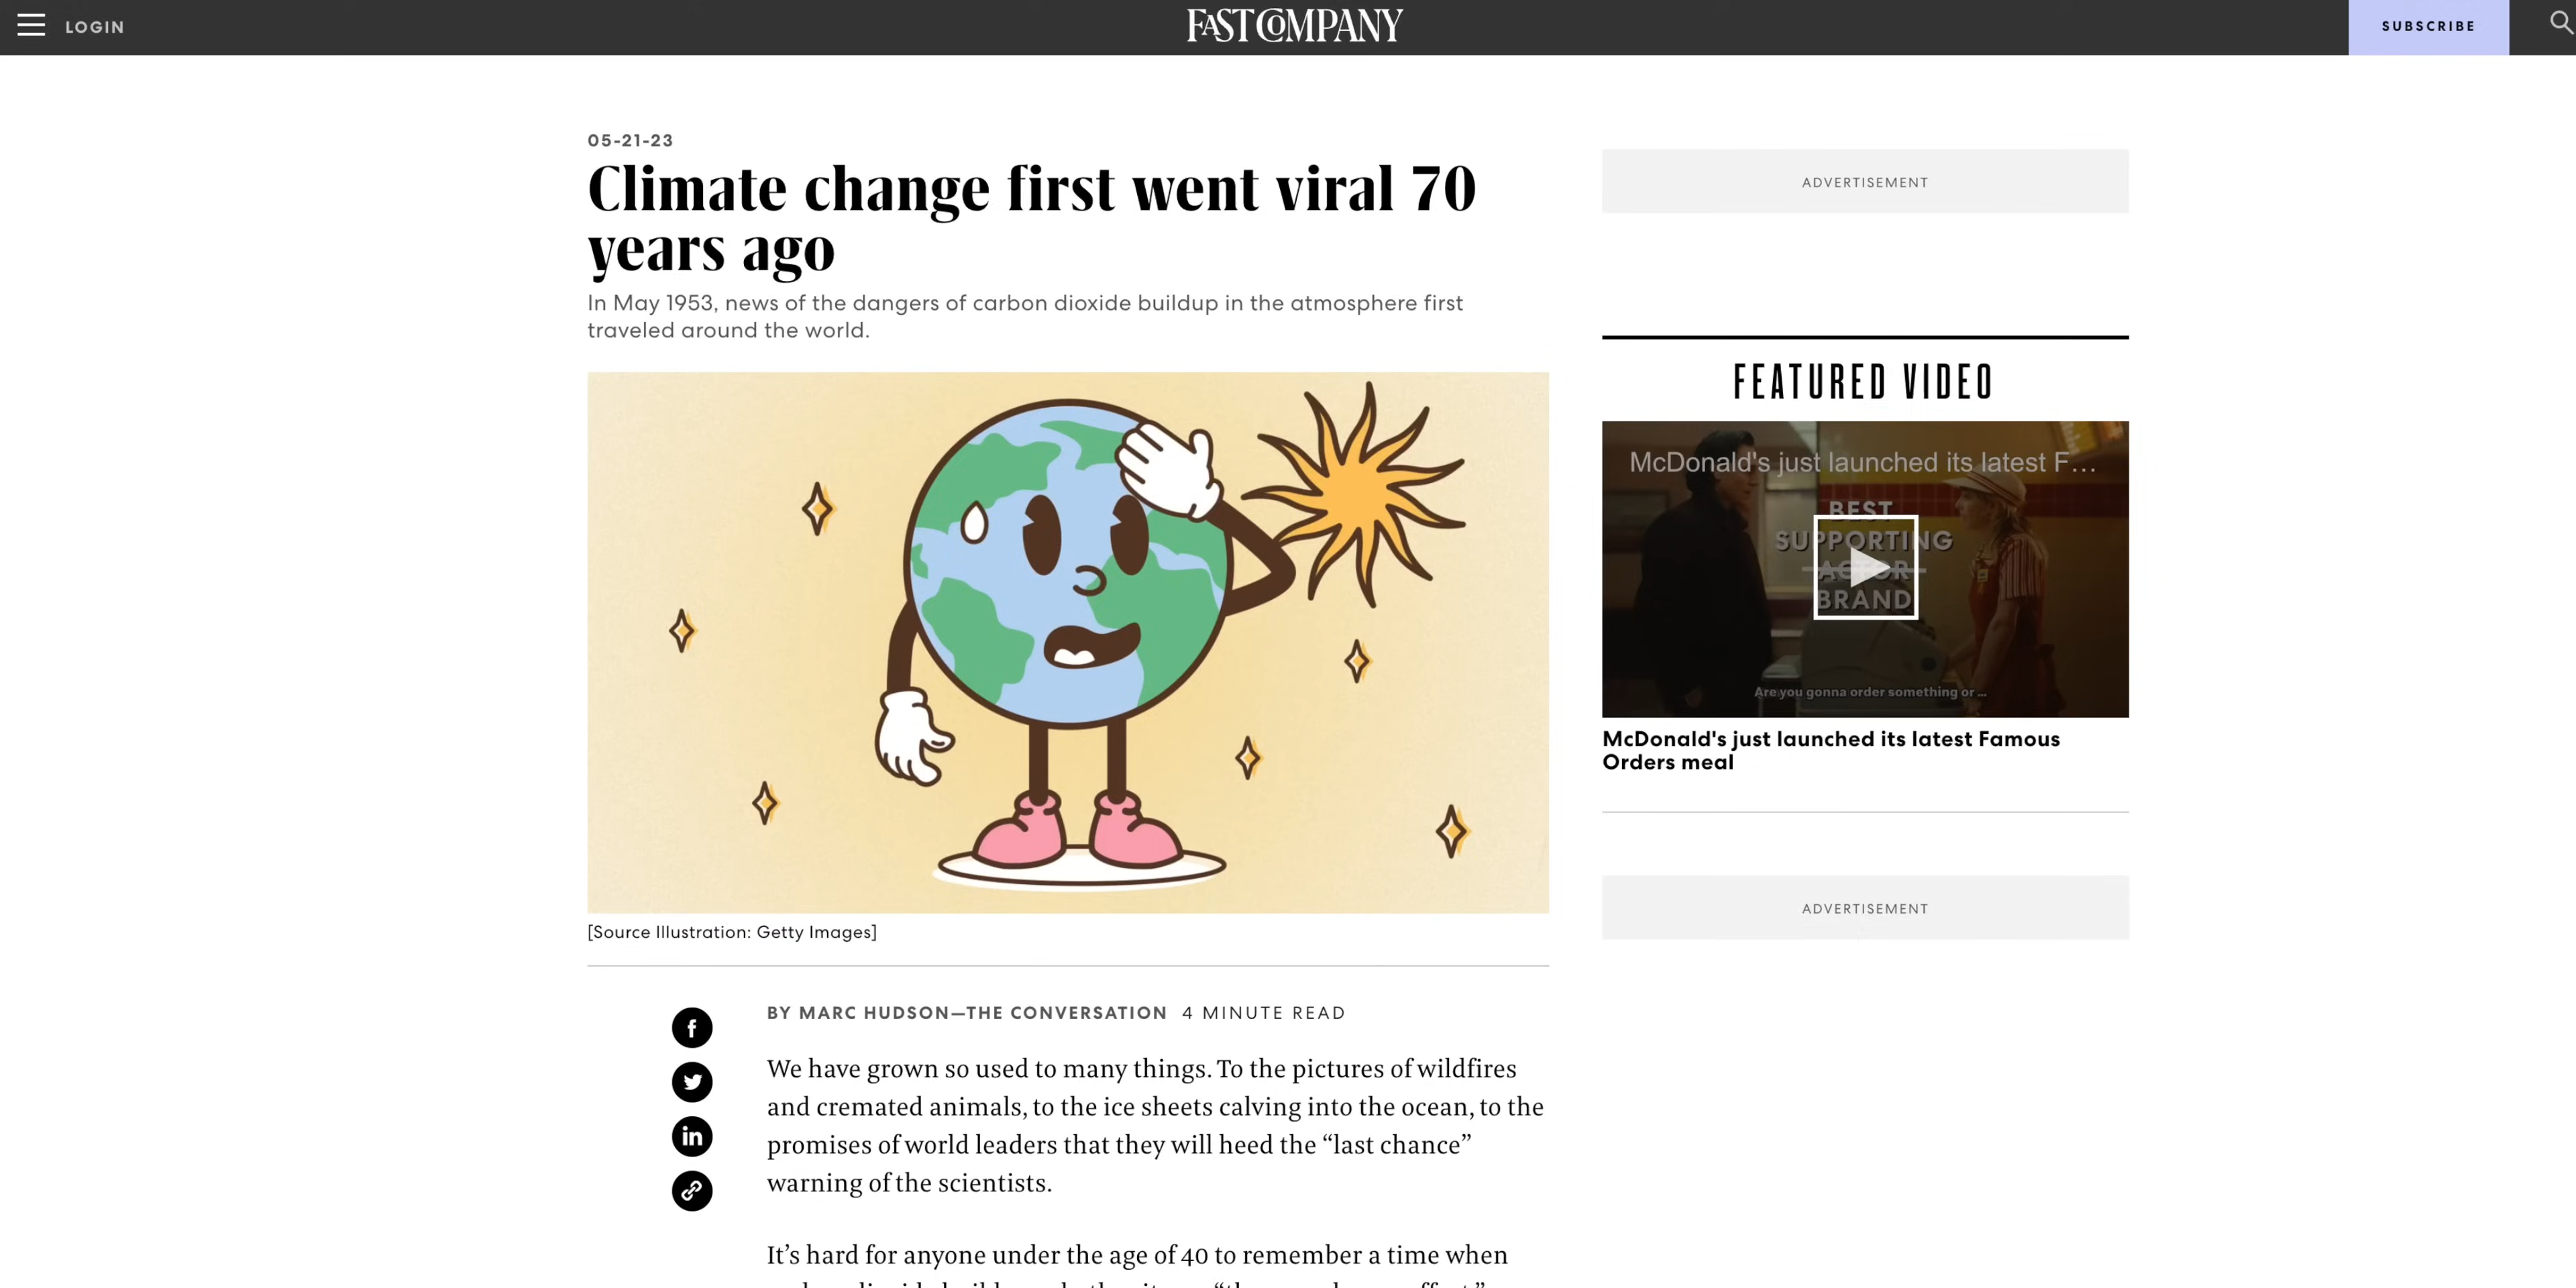 LOGIN
FAST COMPANY
SUBSCRIBE
05-21-23
Climate change first went viral 70
years ago
In May 1953, news of the dangers of carbon dioxide buildup in the atmosphere first
traveled around the world.
[Source Illustration: Getty Images]
BY MARC HUDSON—THE CONVERSATION 4 MINUTE READ
We have grown so used to many things. To the pictures of wildfires
and cremated animals, to the ice sheets calving into the ocean, to the
promises of world leaders that they will heed the “last chance”
warning of the scientists.
It’s hard for anyone under the age of 40 to remember a time when
ADVERTISEMENT
FEATURED VIDEO
McDonald's just launched its latest F…
BEST
SUPPORTING
ACTOR
BRAND
Are you gonna order something or ...
McDonald's just launched its latest Famous
Orders meal
ADVERTISEMENT